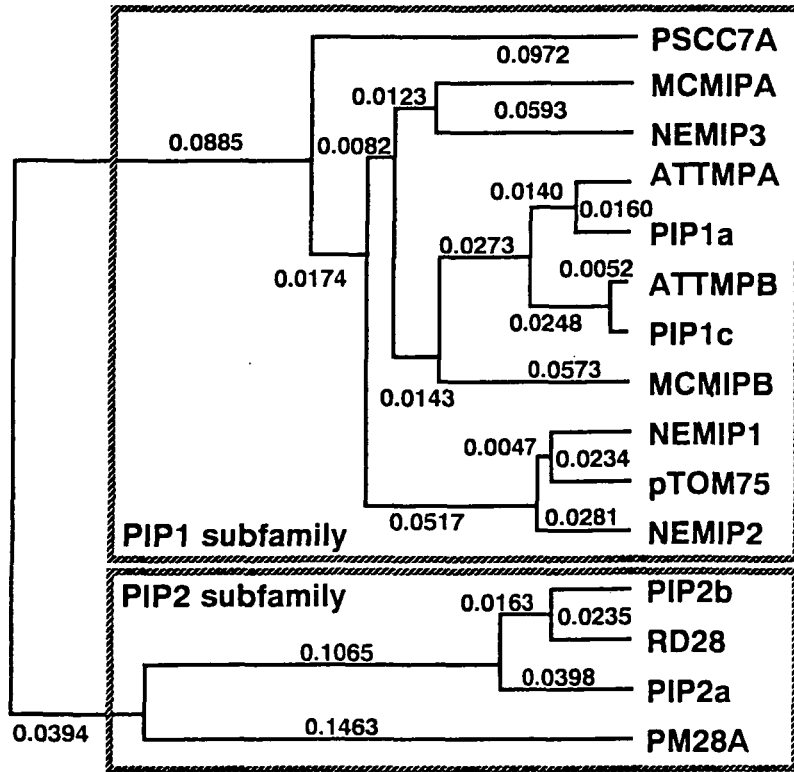 PSCC7A
0.0972
MCMIPA
0.0123
0.0593
NEMIP3
0.0885
0.0082
ATTMPA
0.0140
0.0160
PIP1a
0.0273
0.0052
ATTMPB
0.0174
0.0248
PIP1c
0.0573
MCMIPB
0.0143
NEMIP1
0.0047
0.0234
pTOM75
0.0517
0.0281
NEMIP2
PIP1 subfamily
PIP2 subfamily
PIP2b
0.0163
0.0235
RD28
0.1065
0.0398
PIP2a
0.0394
0.1463
PM28A